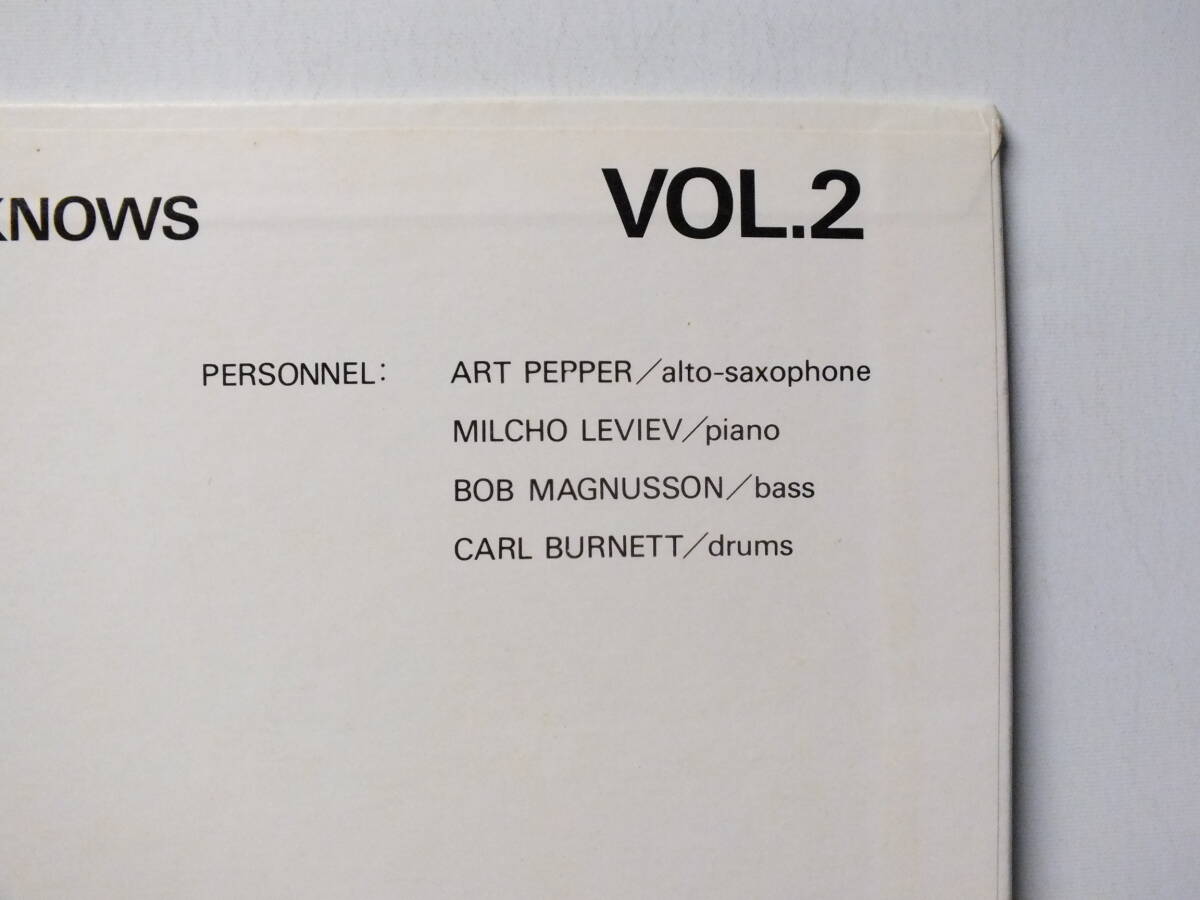 KNOWS
VOL.2
PERSONNEL: ART PEPPER/alto-saxophone
MILCHO LEVIEV/piano
BOB MAGNUSSON/bass
CARL BURNETT/drums